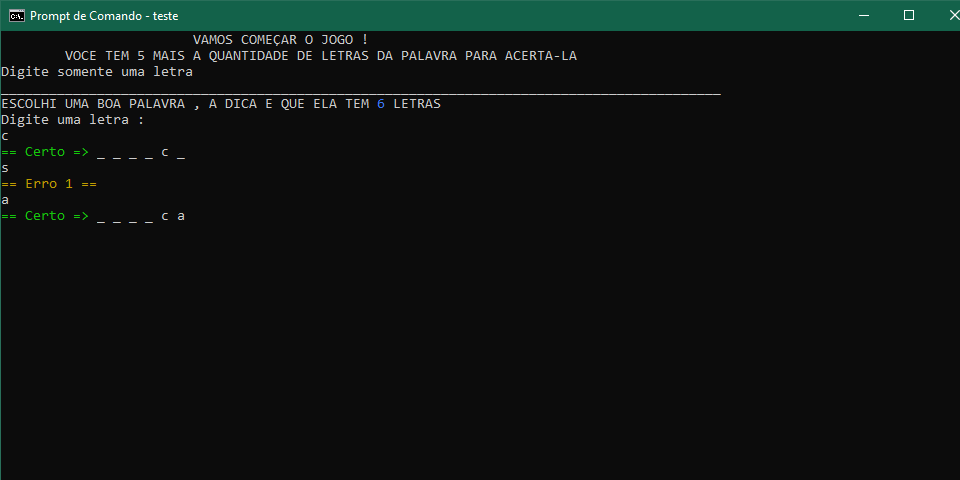 Prompt de Comando - teste
VAMOS COMEÇAR O JOGO !
VOCE TEM 5 MAIS A QUANTIDADE DE LETRAS DA PALAVRA PARA ACERTA-LA
Digite somente uma letra
__________________________________________________________________________________________
ESCOLHI UMA BOA PALAVRA , A DICA E QUE ELA TEM 6 LETRAS
Digite uma letra :
c
== Certo => _ _ _ _ c _
s
== Erro 1 ==
a
== Certo => _ _ _ _ c a